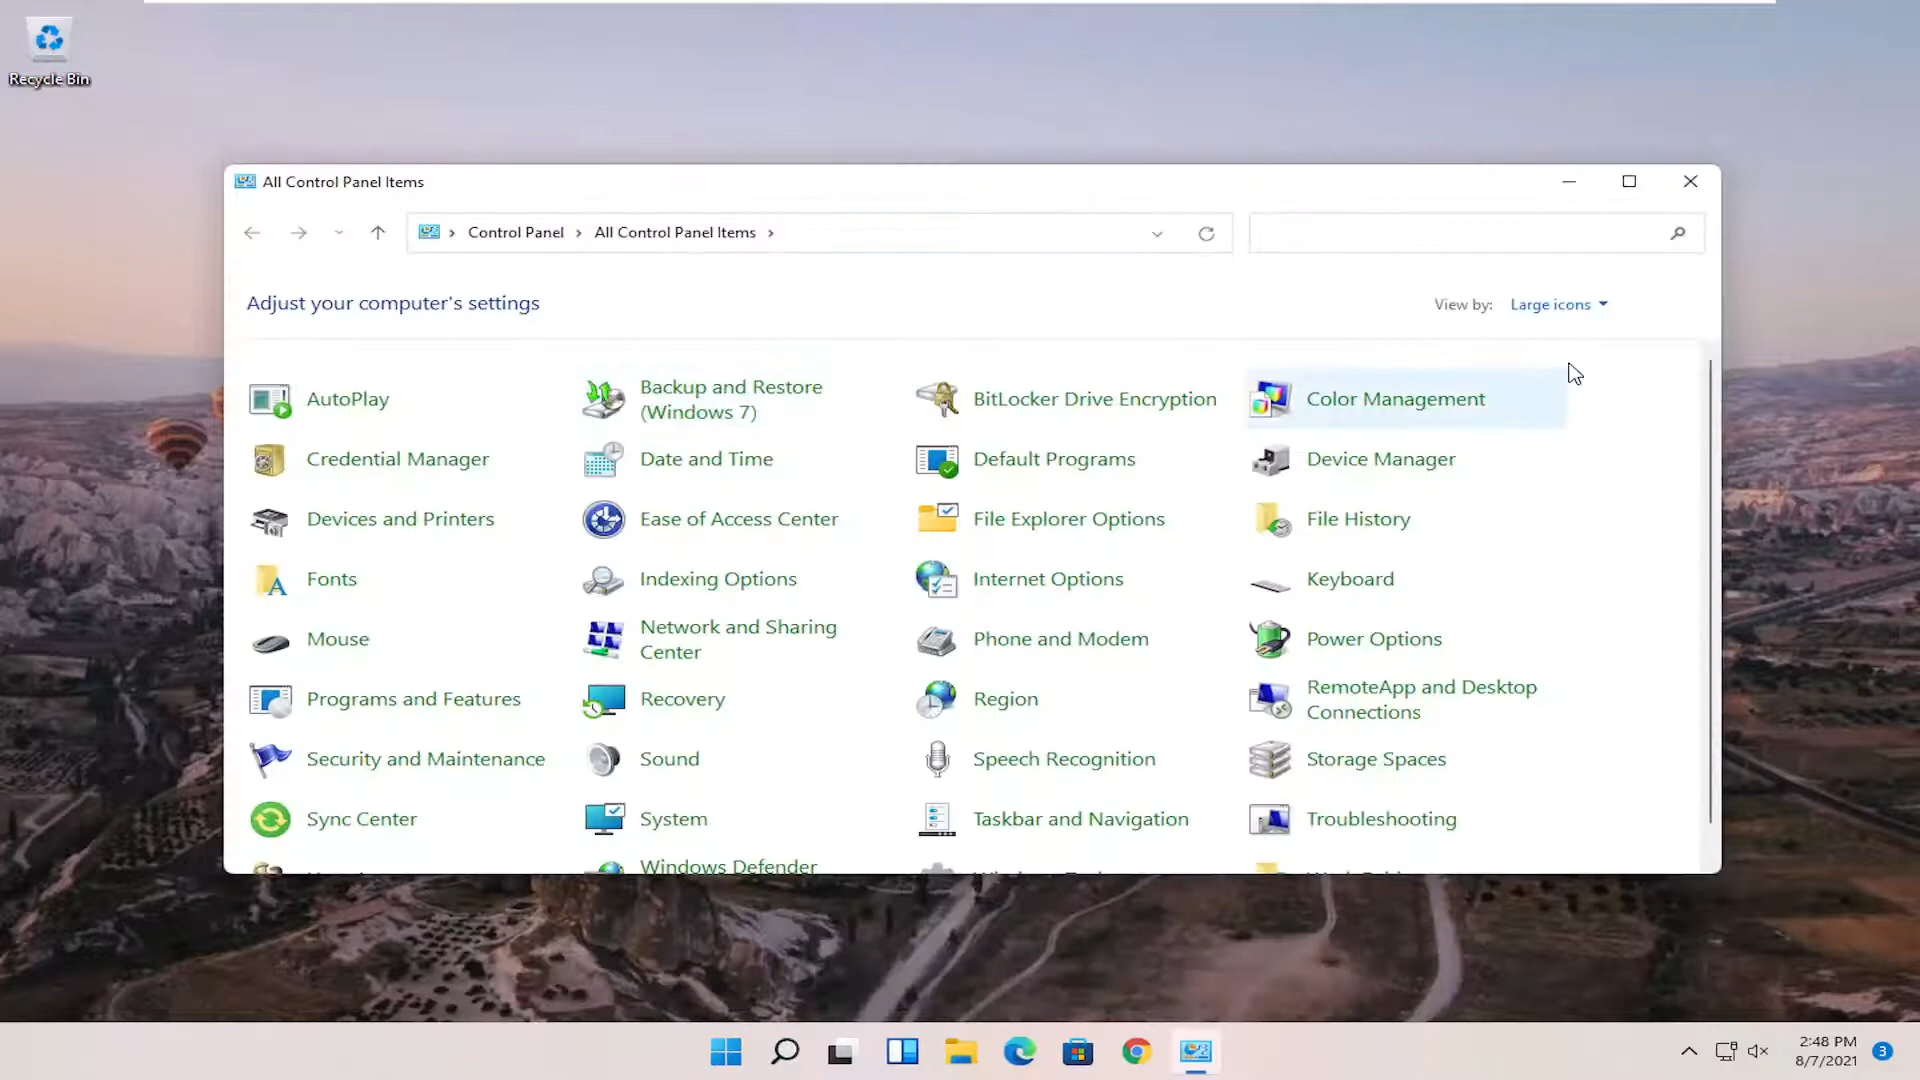 Recycle Bin
All Control Panel Items
Control Panel > All Control Panel Items >
Adjust your computer's settings
View by: Large icons
AutoPlay
Backup and Restore
(Windows 7)
BitLocker Drive Encryption
Color Management
Credential Manager
Date and Time
Default Programs
Device Manager
Devices and Printers
Ease of Access Center
File Explorer Options
File History
Fonts
Indexing Options
Internet Options
Keyboard
Mouse
Network and Sharing
Center
Phone and Modem
Power Options
Programs and Features
Recovery
Region
RemoteApp and Desktop
Connections
Security and Maintenance
Sound
Speech Recognition
Storage Spaces
Sync Center
System
Taskbar and Navigation
Troubleshooting
Windows Defender
2:48 PM
8/7/2021
3